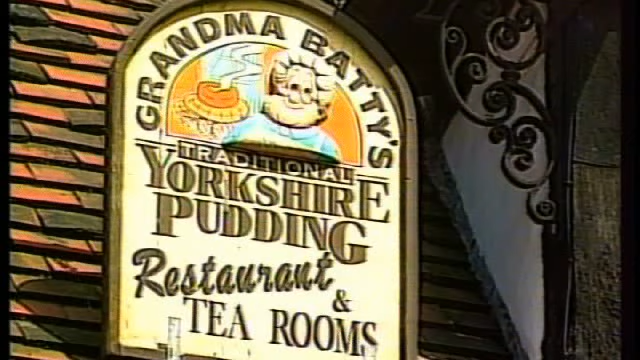 GRANDMA BATTY'S
TRADITIONAL
YORKSHIRE
PUDDING
Restaurant
&
TEA ROOMS